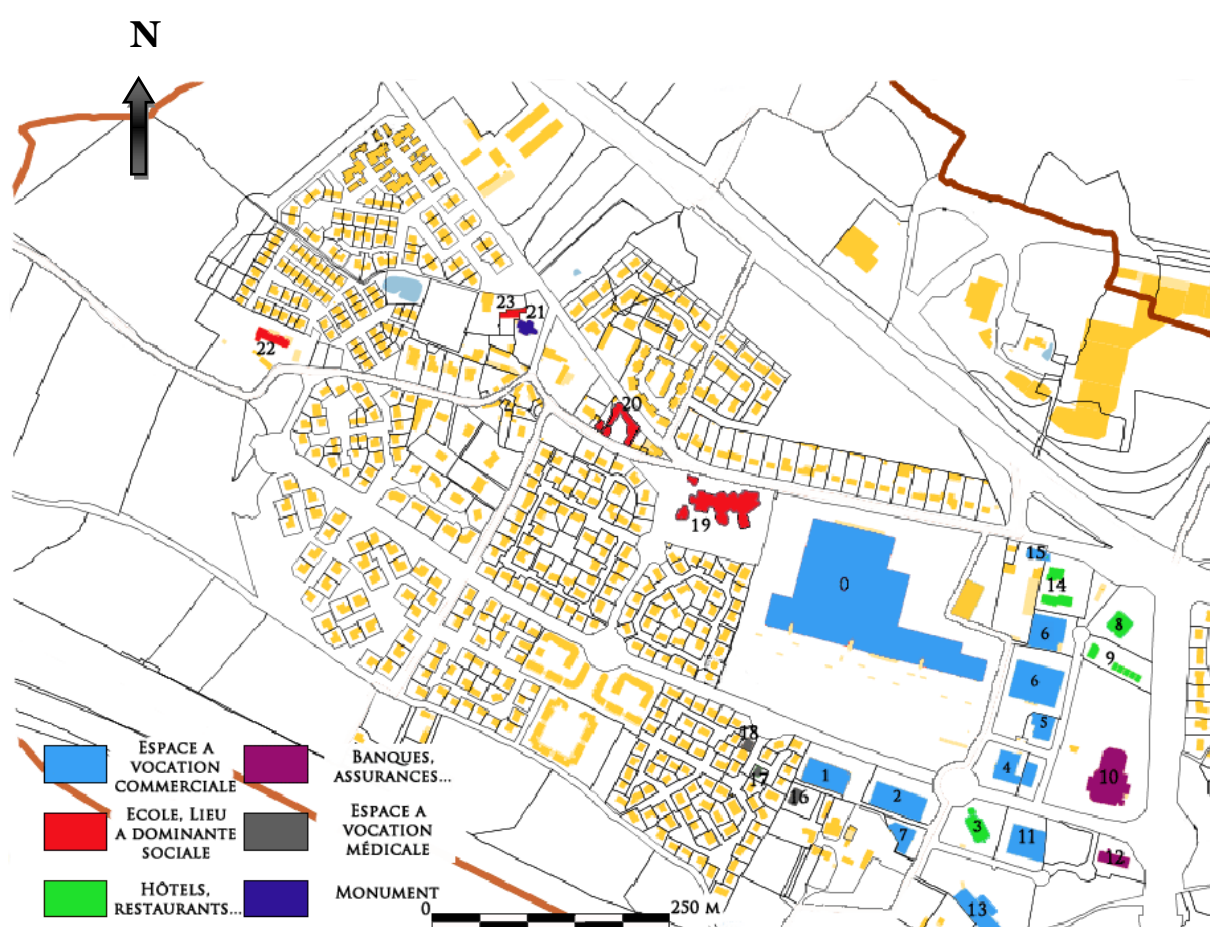 N
23
21
22
20
19
0
15
14
8
6
9
6
5
18
17
16
1
2
4
10
7
3
11
12
13
ESPACE A
VOCATION
COMMERCIALE
BANQUES,
ASSURANCES...
ECOLE, LIEU
A DOMINANTE
SOCIALE
ESPACE A
VOCATION
MÉDICALE
HÔTELS,
RESTAURANTS...
MONUMENT
0
250 M